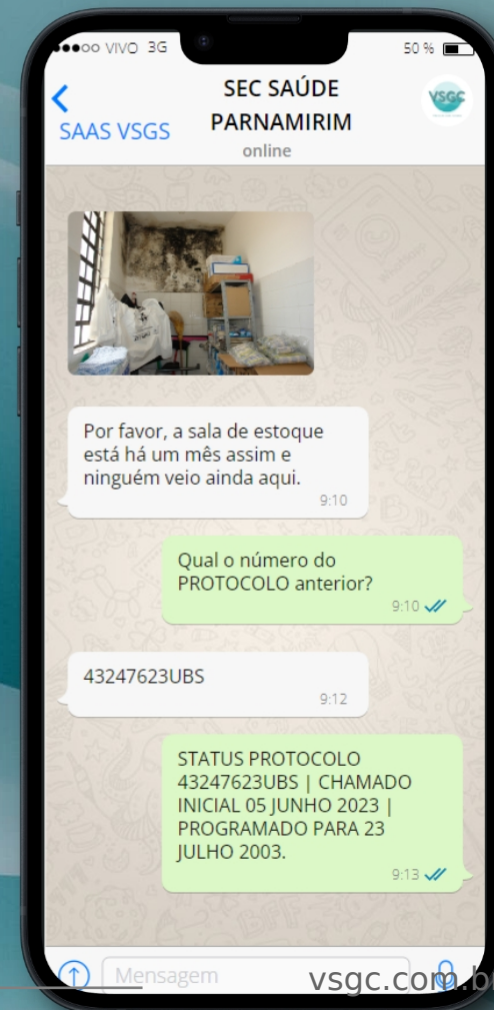 VIVO 3G
50 %
SEC SAÚDE
PARNAMIRIM
VSGC
SAAS VSGS
online
Por favor, a sala de estoque
está há um mês assim e
ninguém veio ainda aqui.
9:10
Qual o número do
PROTOCOLO anterior?
9:10
43247623UBS
9:12
STATUS PROTOCOLO
43247623UBS | CHAMADO
INICIAL 05 JUNHO 2023 |
PROGRAMADO PARA 23
JULHO 2003.
9:13
Mensagem
vsgc.com.br